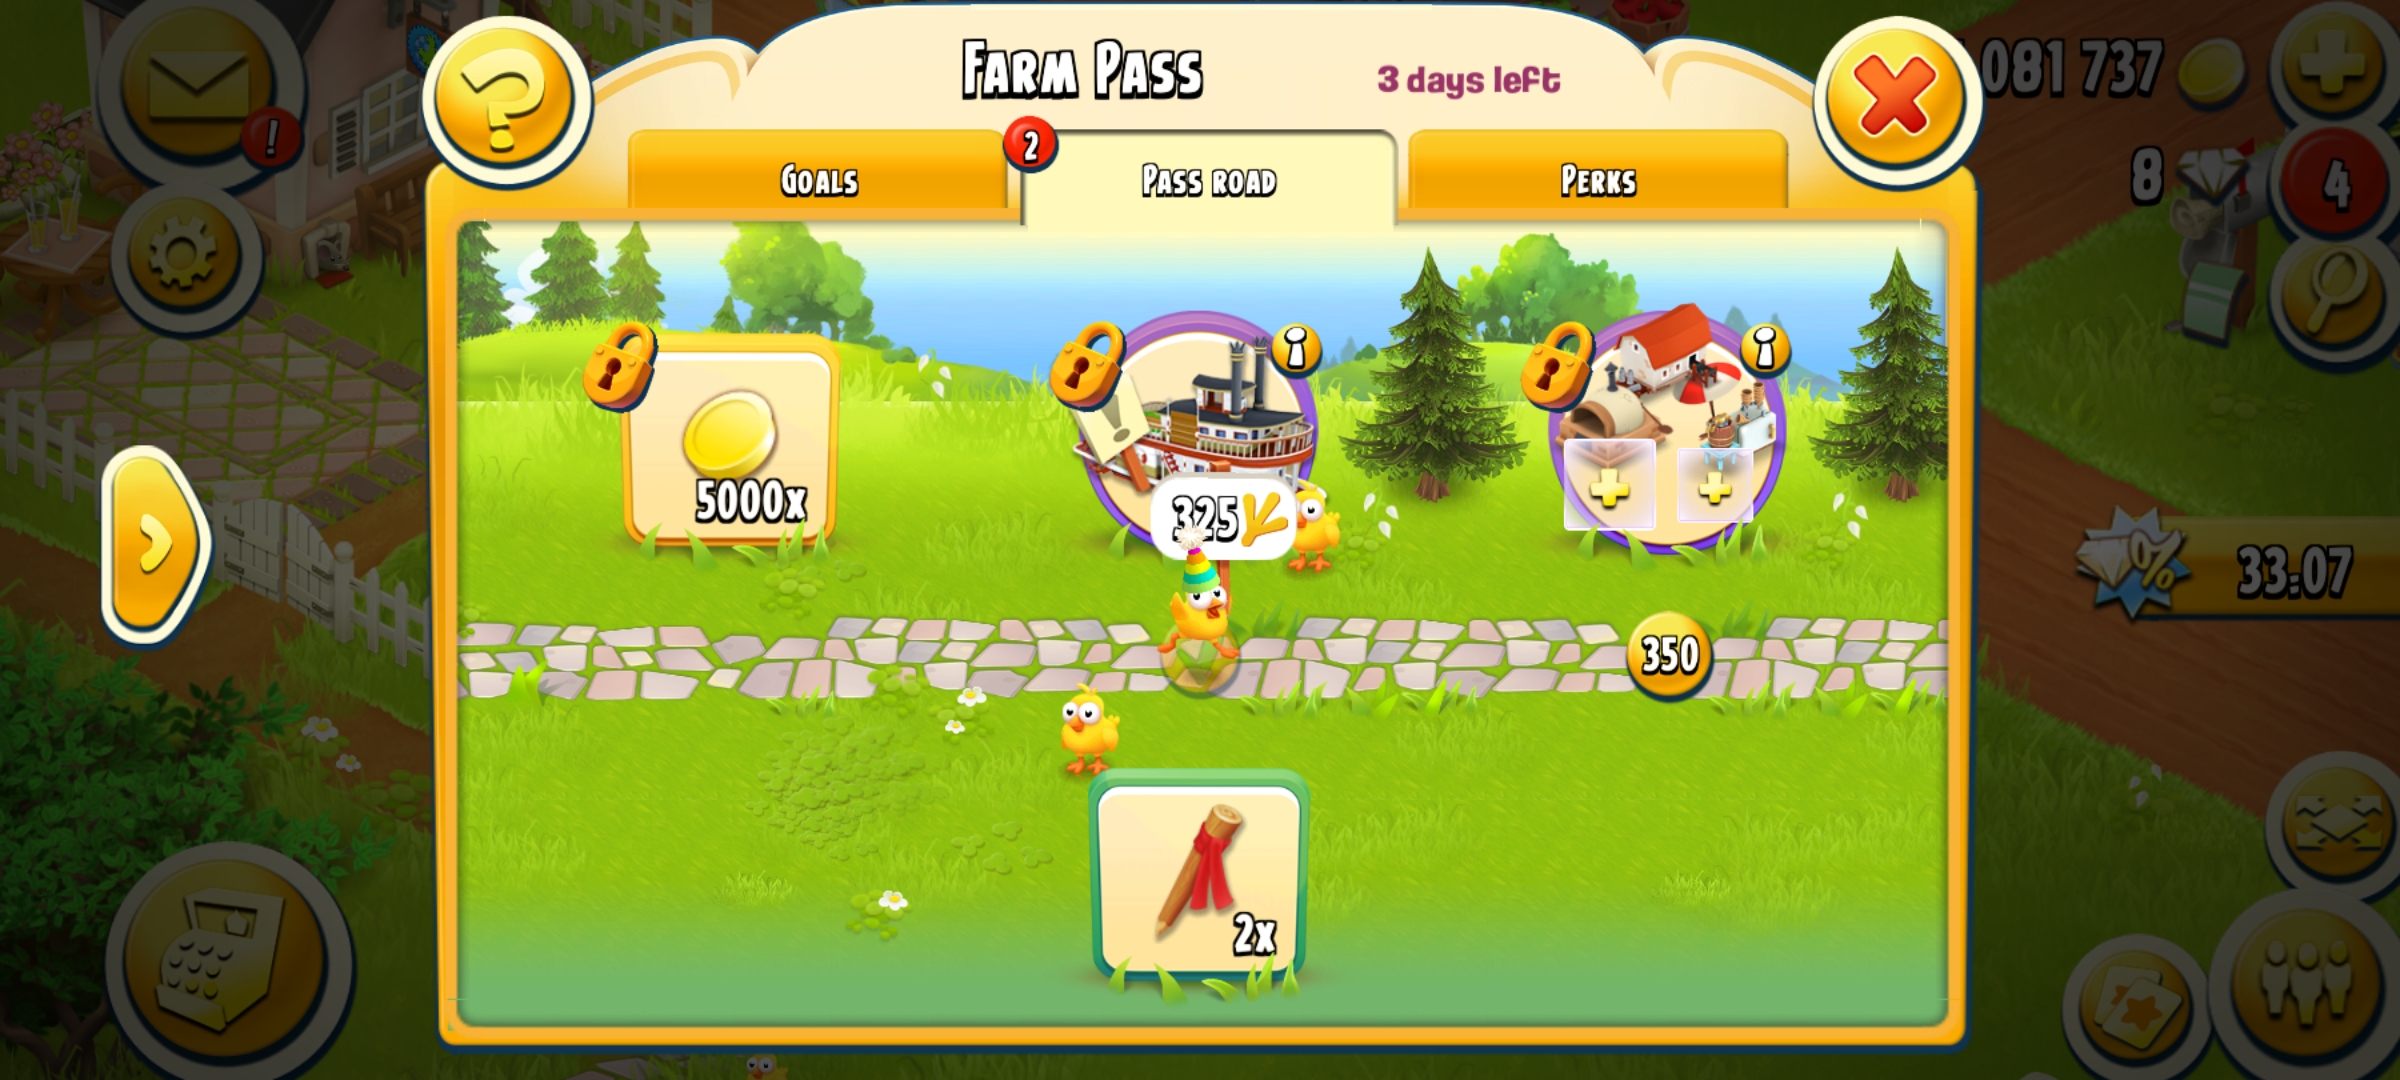 FARM PASS
3 days left
081 737
!
2
GOALS
PASS ROAD
PERKS
8
4
5000x
325
33:07
%
350
2x